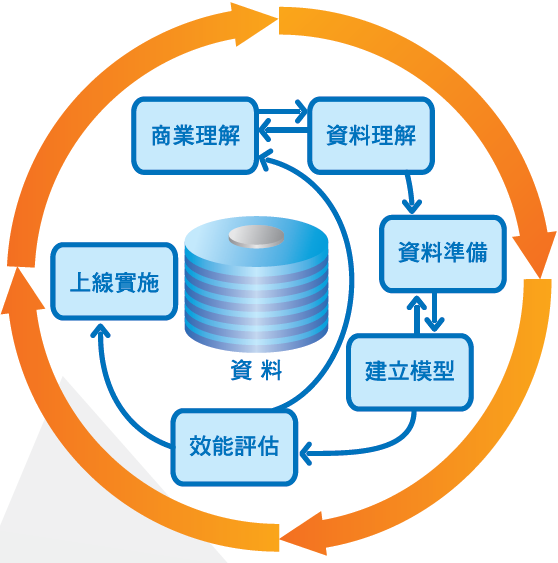 商業理解
資料理解
資料準備
上線實施
資料
建立模型
效能評估